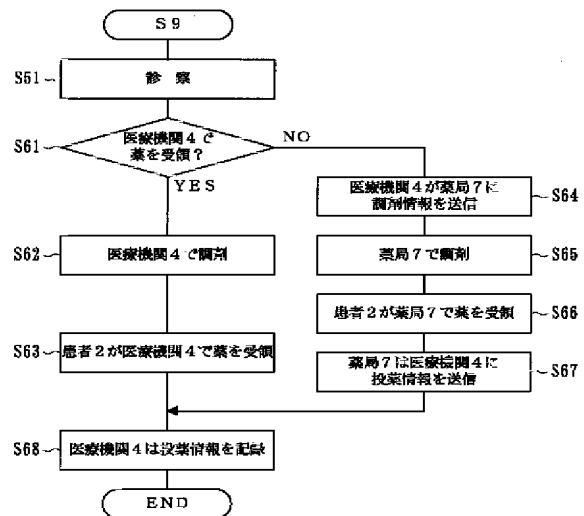 S9
S51
診 察
S61
医療機関4で
薬を受領?
NO
YES
医療機関4が薬局7に
調剤情報を送信
S64
S62
医療機関4で調剤
薬局7で調剤
S65
患者2が薬局7で薬を受領
S66
S63
患者2が医療機関4で薬を受領
薬局7は医療機関4に
投薬情報を送信
S67
S68
医療機関4は投薬情報を記録
END